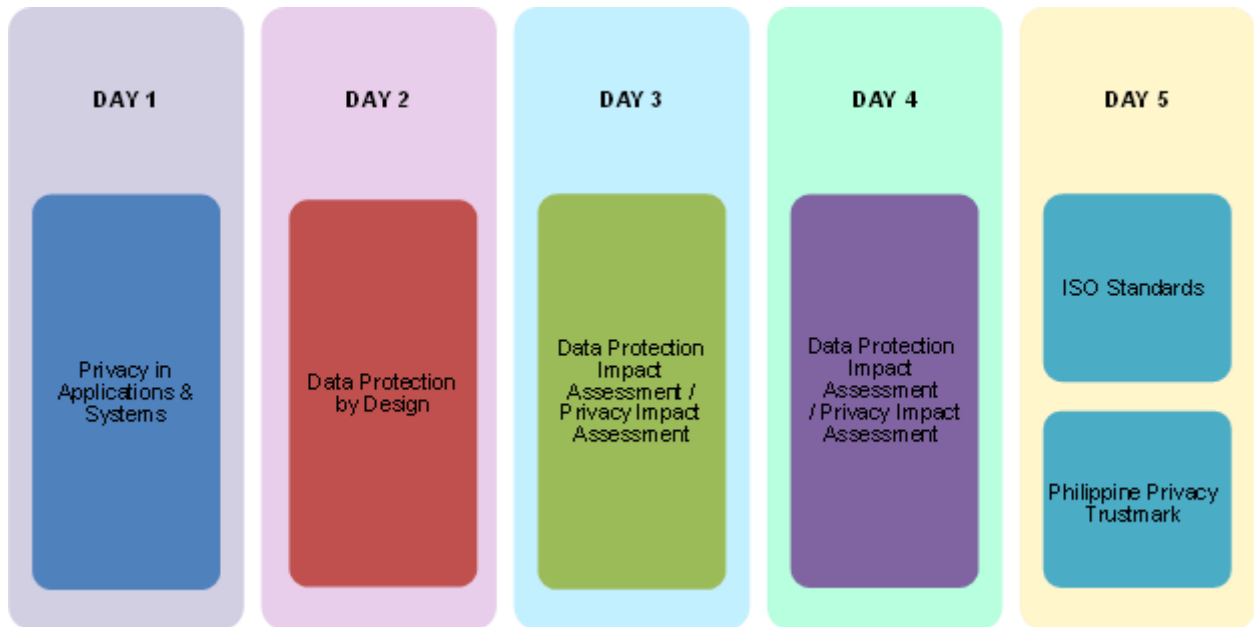 DAY 1
Privacy in
Applications &
Systems
DAY 2
Data Protection
by Design
DAY 3
Data Protection
Impact
Assessment /
Privacy Impact
Assessment
DAY 4
Data Protection
Impact
Assessment
/ Privacy Impact
Assessment
DAY 5
ISO Standards
Philippine Privacy
Trustmark